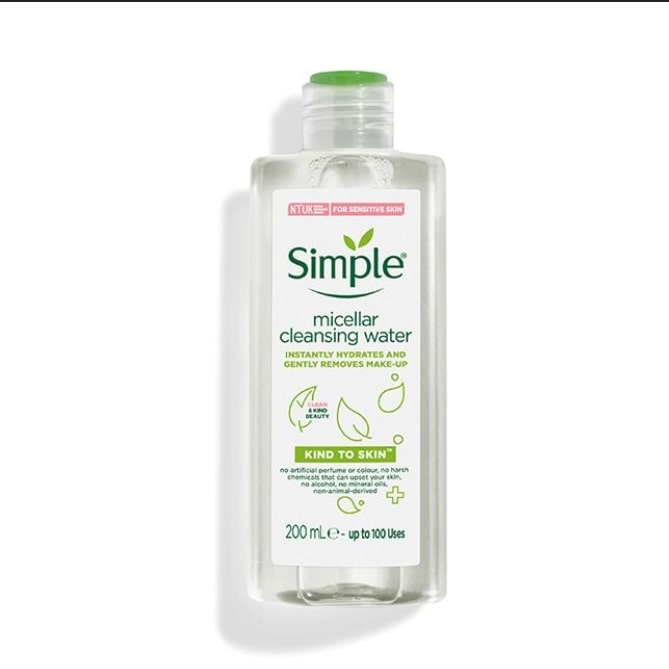 NTUK FOR SENSITIVE SKIN
Simple®
micellar
cleansing water
INSTANTLY HYDRATES AND
GENTLY REMOVES MAKE-UP
CLEAN
& KIND
BEAUTY
KIND TO SKIN™
no artificial perfume or colour, no harsh
chemicals that can upset your skin,
no alcohol, no mineral oils,
non-animal-derived
200 mL℮ - up to 100 Uses